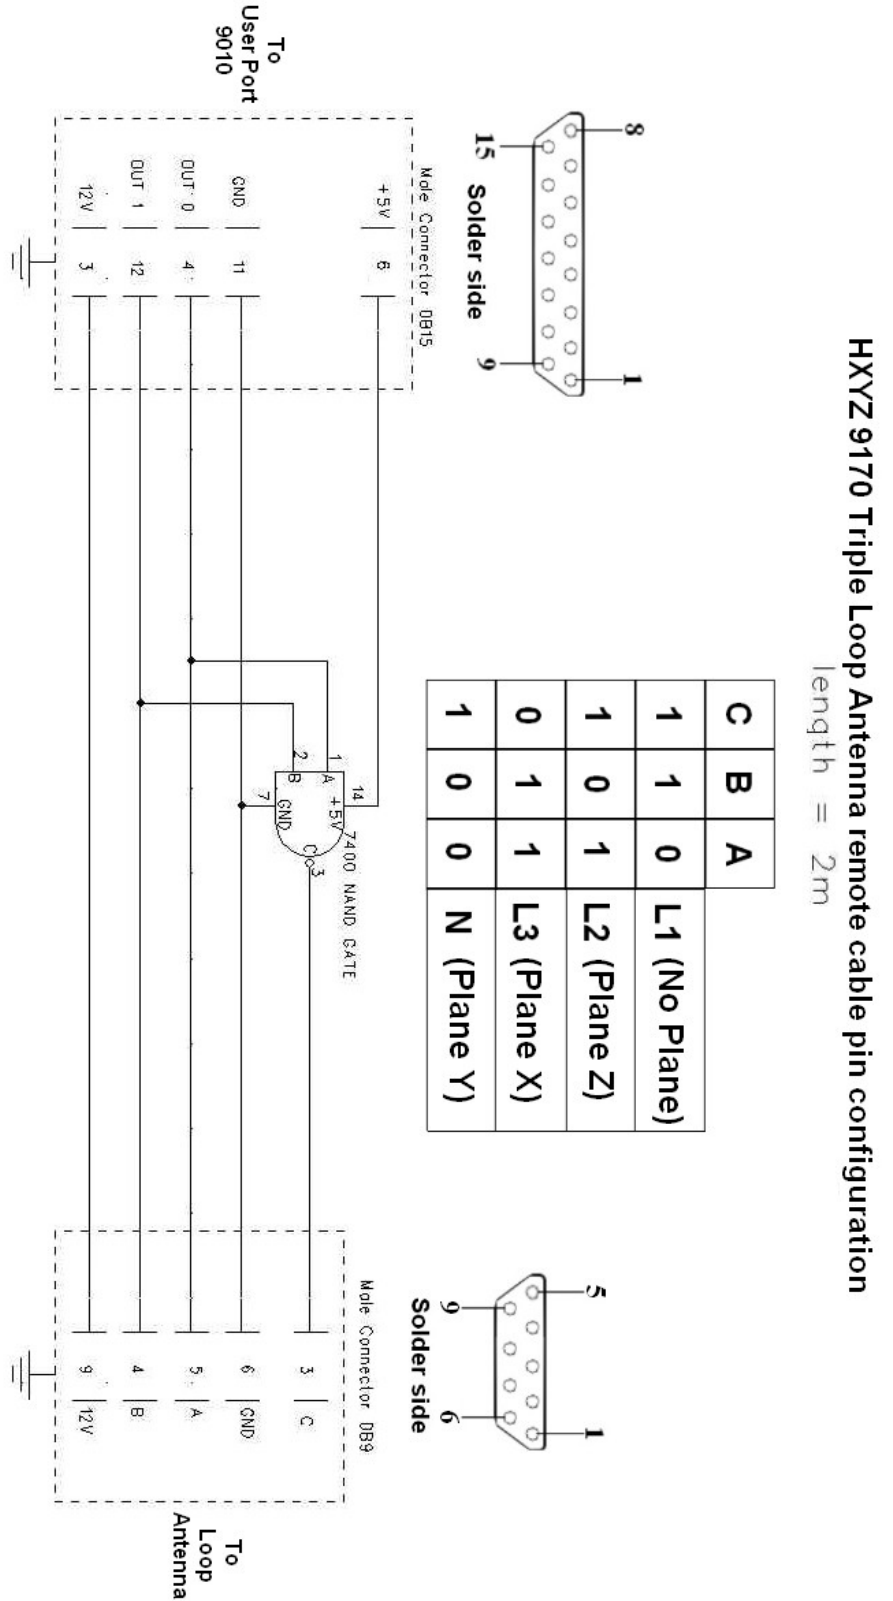 HXYZ 9170 Triple Loop Antenna remote cable pin configuration
length = 2m
8
1
15
9
Solder side
C B A
1 1 0 L1 (No Plane)
1 0 1 L2 (Plane Z)
0 1 1 L3 (Plane X)
1 0 0 N (Plane Y)
5
1
9
6
Solder side
Male Connector DB15
+5V 6
GND 11
OUT 0 4
OUT 1 12
12V 3
To
User Port
9010
7400 NAND GATE
14
+5V
1
A
2
B
GND
7
C
3
Male Connector DB9
3 C
6 GND
5 A
4 B
9 12V
To
Loop
Antenna